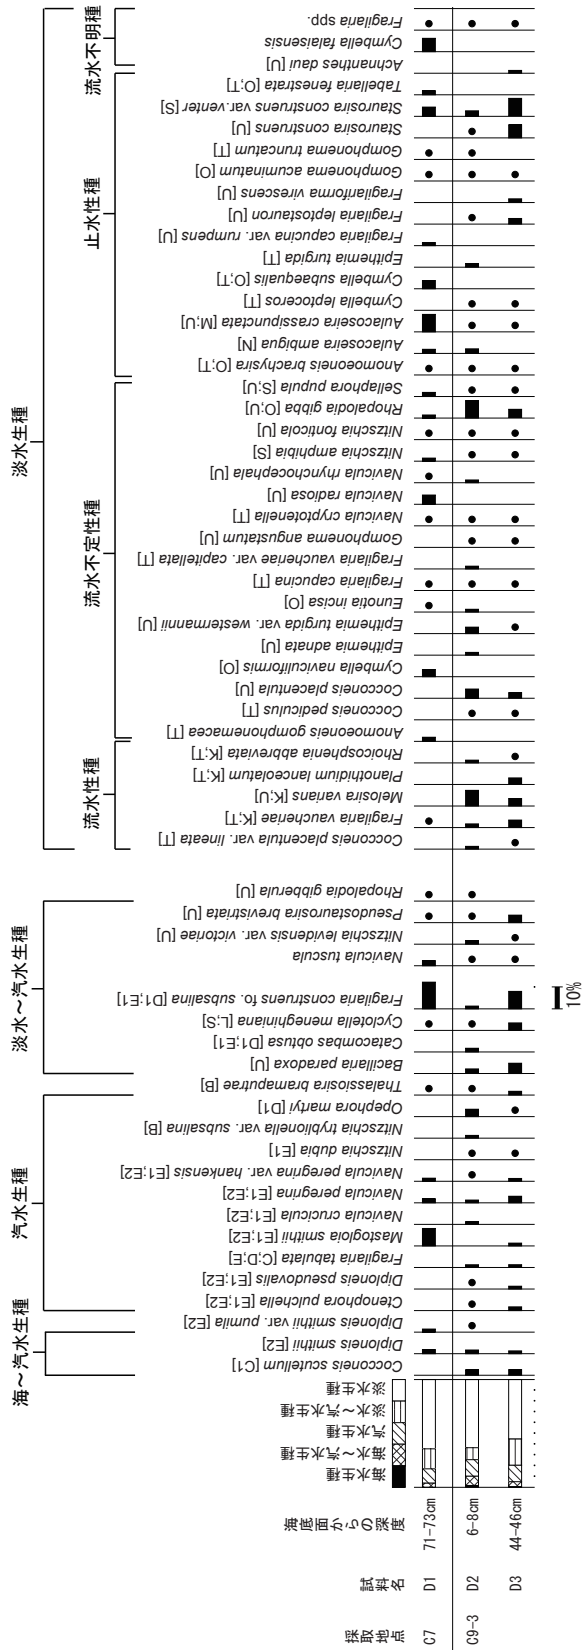 海~汽水生種
汽水生種
淡水~汽水生種
淡水生種
流水性種
流水不定性種
止水性種
流水不明種
採取地点
試料名
海底面からの深度
海水生種
海水~汽水生種
汽水生種
淡水~汽水生種
淡水生種
Cocconeis scutellum [C1]
Diploneis smithii [E2]
Diploneis smithii var. pumila [E2]
Ctenophora pulchella [E1;E2]
Diploneis pseudovalis [E1;E2]
Fragilaria tabulata [C,D,E]
Mastogloia smithii [E1;E2]
Navicula crucicula [E1;E2]
Navicula peregrina [E1;E2]
Navicula peregrina var. hankensis [E1;E2]
Nitzschia dubia [E1]
Nitzschia tryblionella var. subsalina [B]
Opephora martyi [D1]
Thalassiosira bramaputrae [B]
Bacillaria paradoxa [U]
Catacombas obtusa [D1;E1]
Cyclotella meneghiniana [L;S]
Fragilaria construens fo. subsalina [D1;E1]
Navicula tuscula
Nitzschia levidensis var. victoriae [U]
Pseudostaurosira brevistriata [U]
Rhopalodia gibberula [U]
Cocconeis placentula var. lineata [T]
Fragilaria vaucheriae [K;T]
Melosira varians [K;U]
Planothidium lanceolatum [K;T]
Rhoicosphenia abbreviata [K;T]
Anomoeoneis gomphonemacea [T]
Cocconeis pediculus [T]
Cocconeis placentula [U]
Cymbella naviculiformis [O]
Epithemia adnata [U]
Epithemia turgida var. westermannii [U]
Eunotia incisa [O]
Fragilaria capucina [T]
Fragilaria vaucheriae var. capitellata [T]
Gomphonema angustatum [U]
Navicula cryptotenella [T]
Navicula radiosa [U]
Navicula rhynchocephala [U]
Nitzschia amphibia [S]
Nitzschia fonticola [U]
Rhopalodia gibba [O,U]
Sellaphora pupula [S,U]
Anomoeoneis brachysira [O,T]
Aulacoseira ambigua [N]
Aulacoseira crassipunctata [M;U]
Cymbella leptoceros [T]
Cymbella subaequalis [O;T]
Epithemia turgida [T]
Fragilaria capucina var. rumpens [U]
Fragilaria leptostauron [U]
Fragilariforma virescens [U]
Gomphonema acuminatum [O]
Gomphonema truncatum [T]
Staurosira construens [U]
Staurosira construens var.venter [S]
Tabellaria fenestrata [O,T]
Achnanthes daui [U]
Cymbella falaisensis
Fragilaria spp.
C7 D1 71-73cm
C9-3 D2 6-8cm
D3 44-46cm
10%